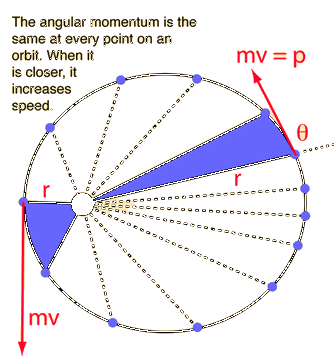 The angular momentum is the
same at every point on an
orbit. When it
is closer, it
increases
speed.
mv = p
θ
r
r
mv